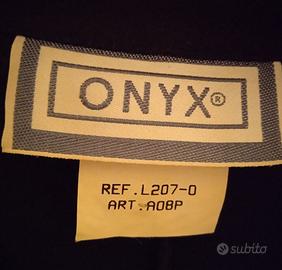 ONYX®
REF.L207-0
ART.A08P
subito